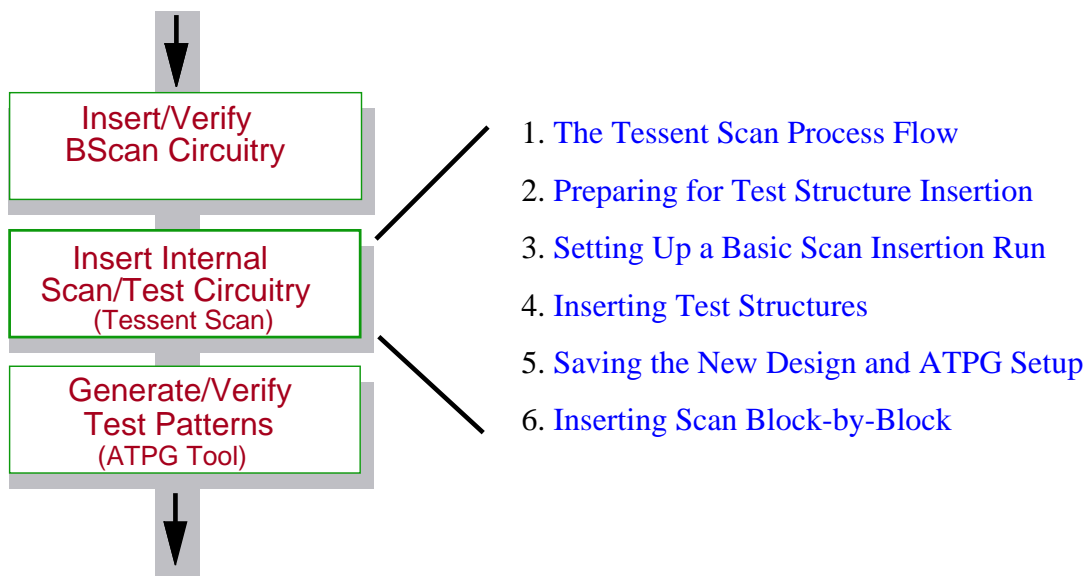 Insert/Verify
BScan Circuitry
Insert Internal
Scan/Test Circuitry
(Tessent Scan)
Generate/Verify
Test Patterns
(ATPG Tool)
1. The Tessent Scan Process Flow
2. Preparing for Test Structure Insertion
3. Setting Up a Basic Scan Insertion Run
4. Inserting Test Structures
5. Saving the New Design and ATPG Setup
6. Inserting Scan Block-by-Block